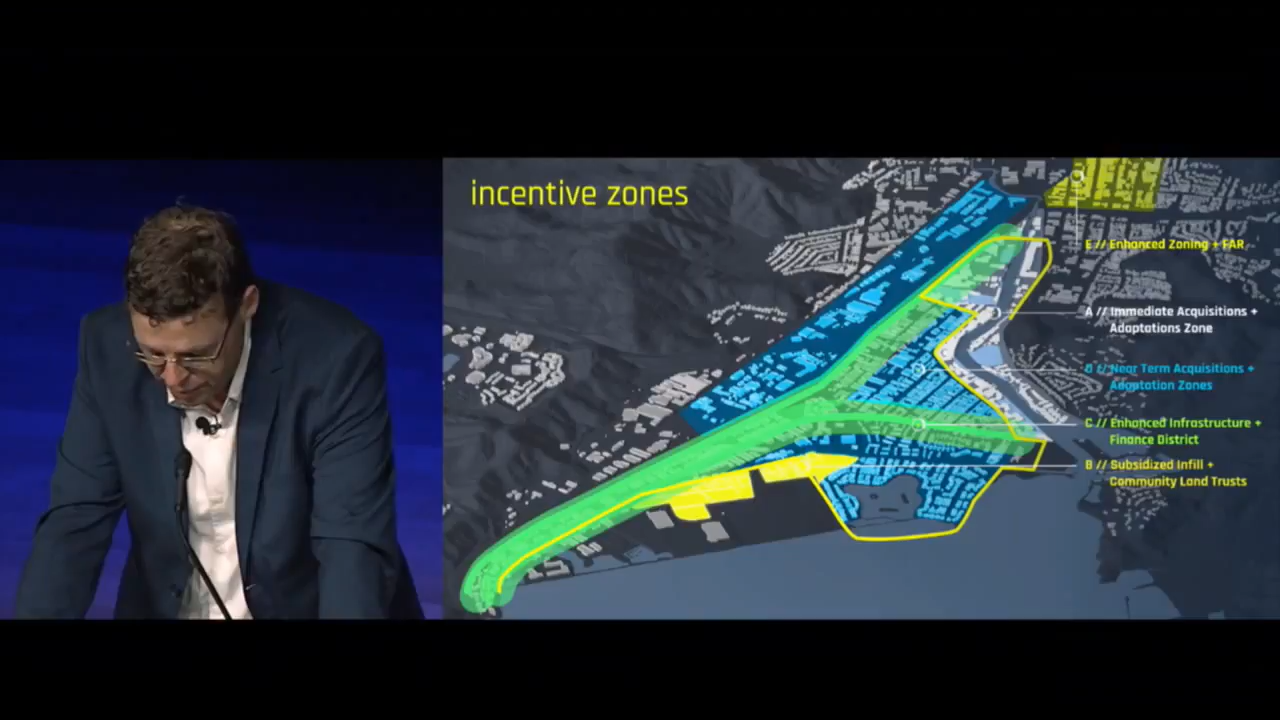 incentive zones
E // Enhanced Zoning + FAR
A // Immediate Acquisitions +
Adaptations Zone
D // Near Term Acquisitions +
Adaptation Zones
C // Enhanced Infrastructure +
Finance District
B // Subsidized Infill +
Community Land Trusts